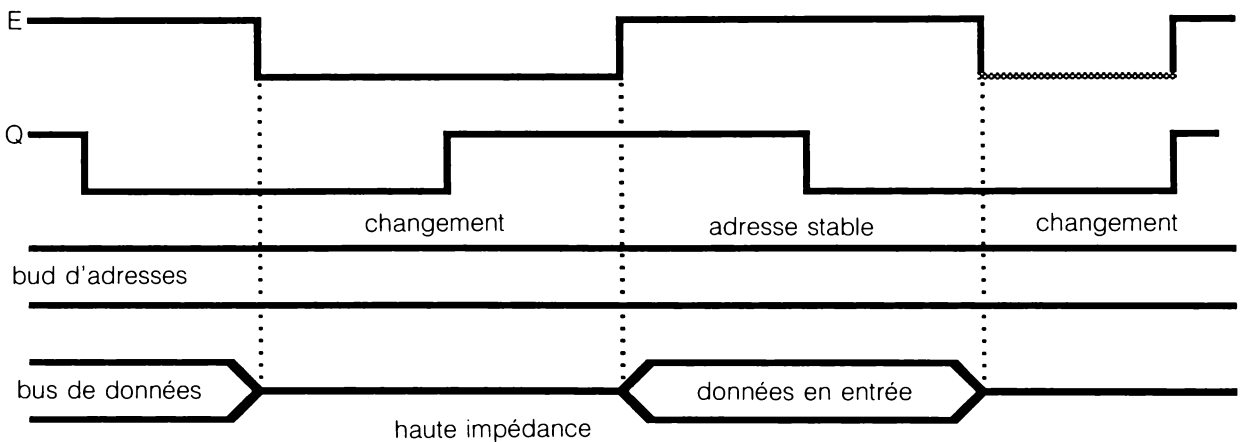 E
Q
changement
adresse stable
changement
bud d'adresses
bus de données
données en entrée
haute impédance